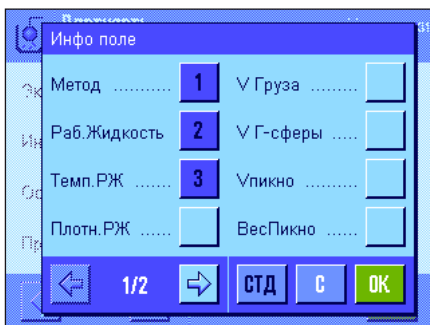 Инфо поле
Метод ........... 1
V Груза .........
Раб.Жидкость 2
V Г-сферы .....
Темп.РЖ ....... 3
Vпикно ..........
Плотн.РЖ .....
ВесПикно .....
1/2 СТД C OK